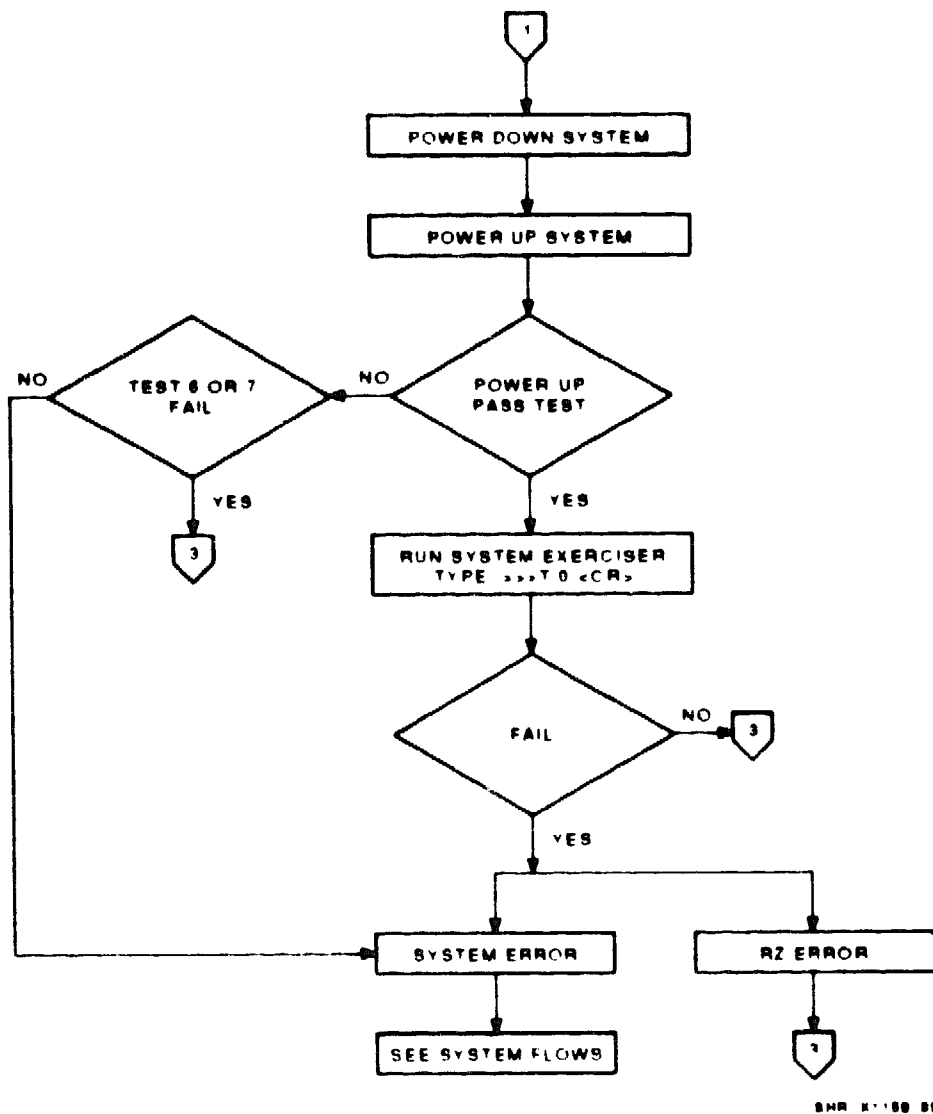 1
POWER DOWN SYSTEM
POWER UP SYSTEM
NO
TEST 6 OR 7
FAIL
NO
POWER UP
PASS TEST
YES
3
YES
RUN SYSTEM EXERCISER
TYPE >>>T 0 <CR>
FAIL
NO
3
YES
SYSTEM ERROR
RZ ERROR
SEE SYSTEM FLOWS
3
SHR